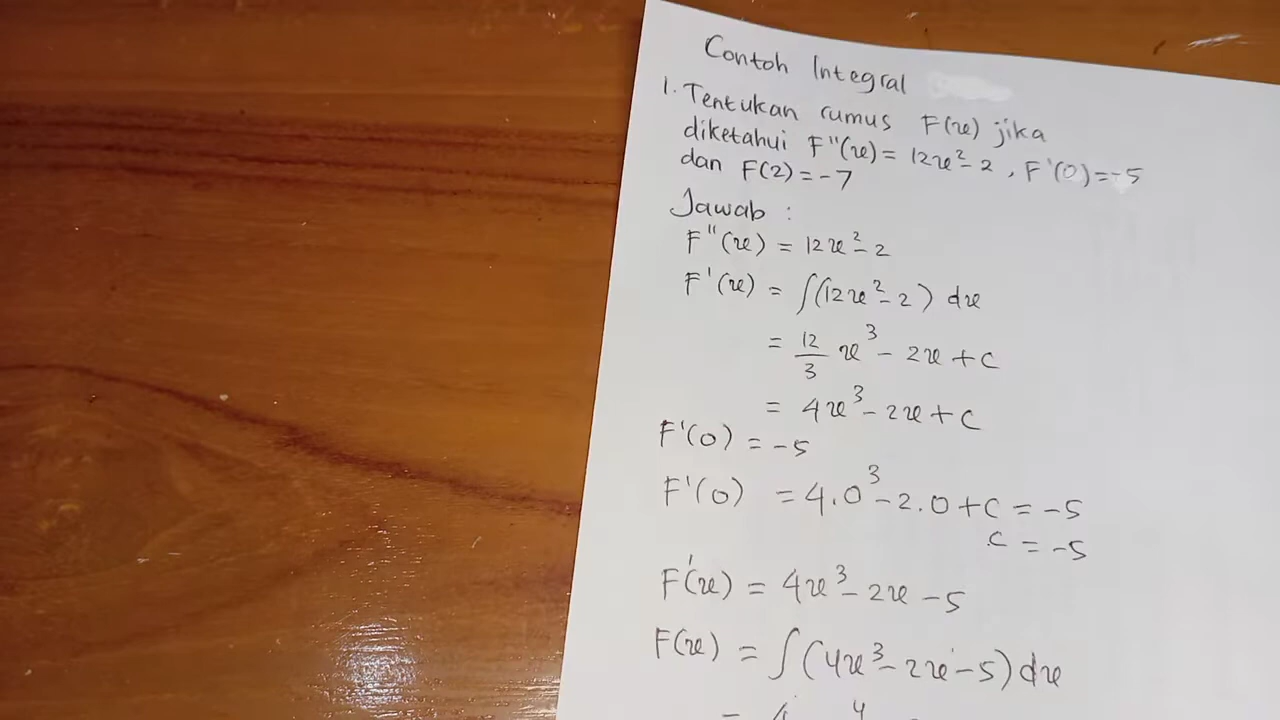 Contoh Integral
1. Tentukan rumus F(x) jika
diketahui F"(x) = 12x² - 2 , F'(0) = -5
dan F(2) = -7
Jawab :
F"(x) = 12x² - 2
F'(x) = ∫(12x² - 2) dx
= 12/3 x³ - 2x + C
= 4x³ - 2x + C
F'(0) = -5
F'(0) = 4.0³ - 2.0 + C = -5
C = -5
F'(x) = 4x³ - 2x - 5
F(x) = ∫(4x³ - 2x - 5) dx